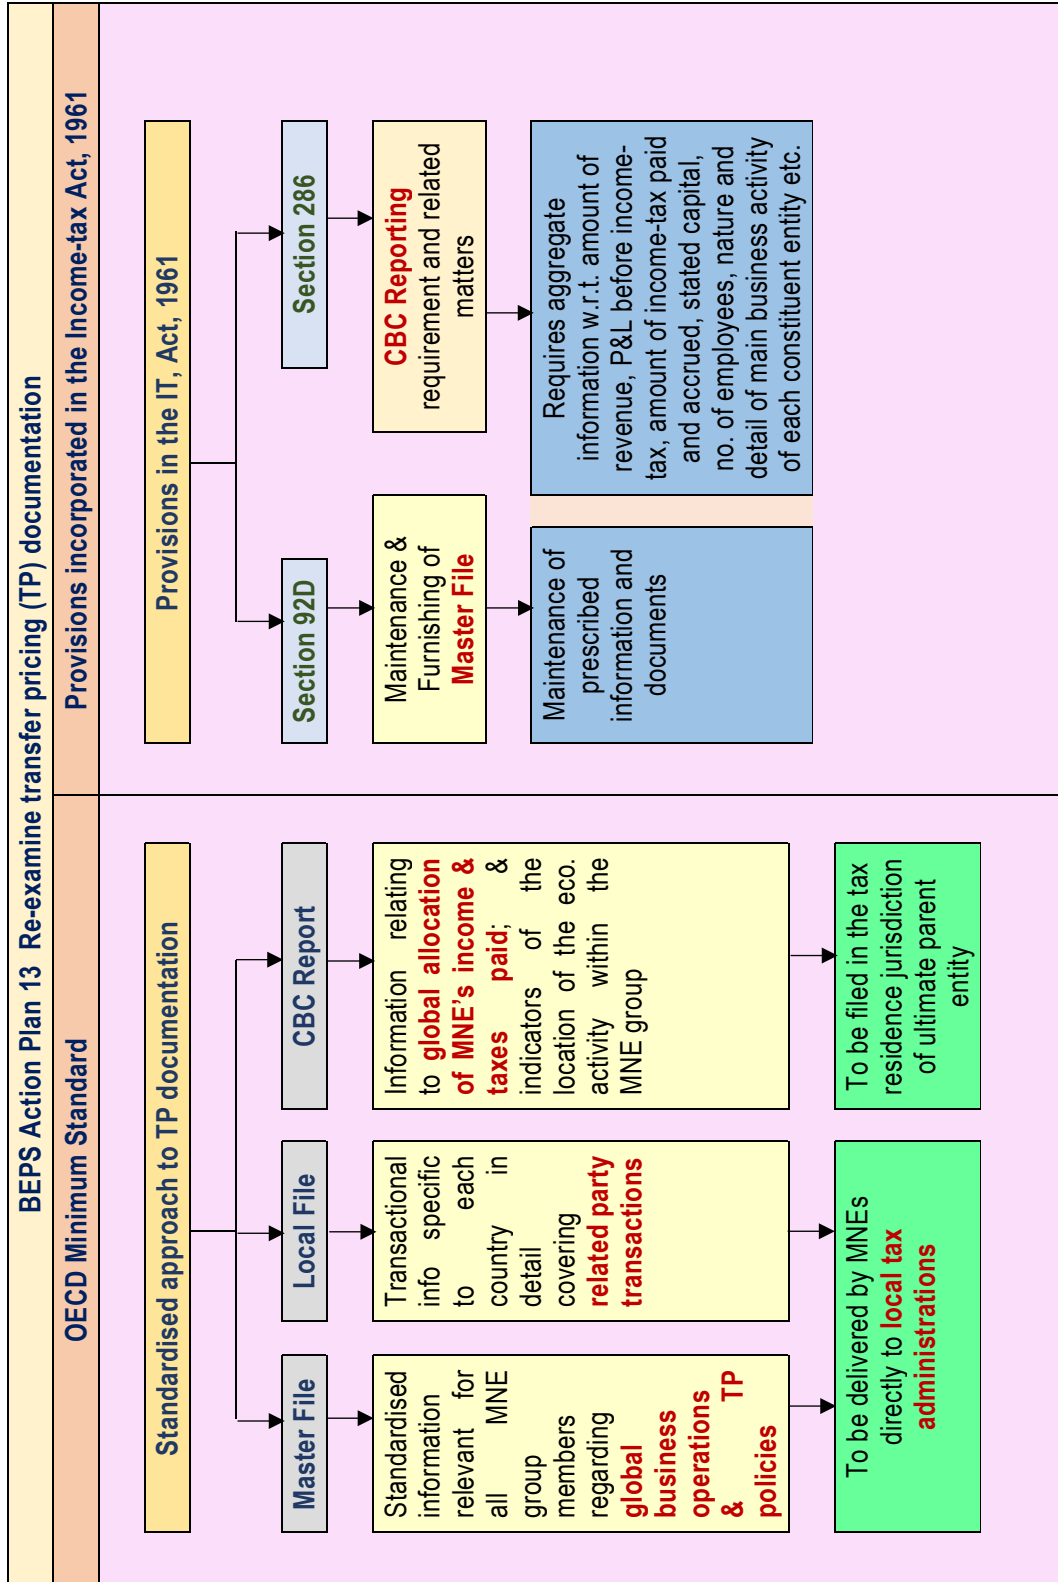 BEPS Action Plan 13 Re-examine transfer pricing (TP) documentation
OECD Minimum Standard
Provisions incorporated in the Income-tax Act, 1961
Standardised approach to TP documentation
Master File
Local File
CBC Report
Standardised
information
relevant for
all MNE
group
members
regarding
global
business
operations
& TP
policies
Transactional
info specific
to each
country in
detail
covering
related party
transactions
Information relating
to global allocation
of MNE's income &
taxes paid; &
indicators of the
location of the eco.
activity within the
MNE group
To be delivered by MNEs
directly to local tax
administrations
To be filed in the tax
residence jurisdiction
of ultimate parent
entity
Provisions in the IT, Act, 1961
Section 92D
Section 286
Maintenance &
Furnishing of
Master File
CBC Reporting
requirement and related
matters
Maintenance of
prescribed
information and
documents
Requires aggregate
information w.r.t. amount of
revenue, P&L before income-
tax, amount of income-tax paid
and accrued, stated capital,
no. of employees, nature and
detail of main business activity
of each constituent entity etc.